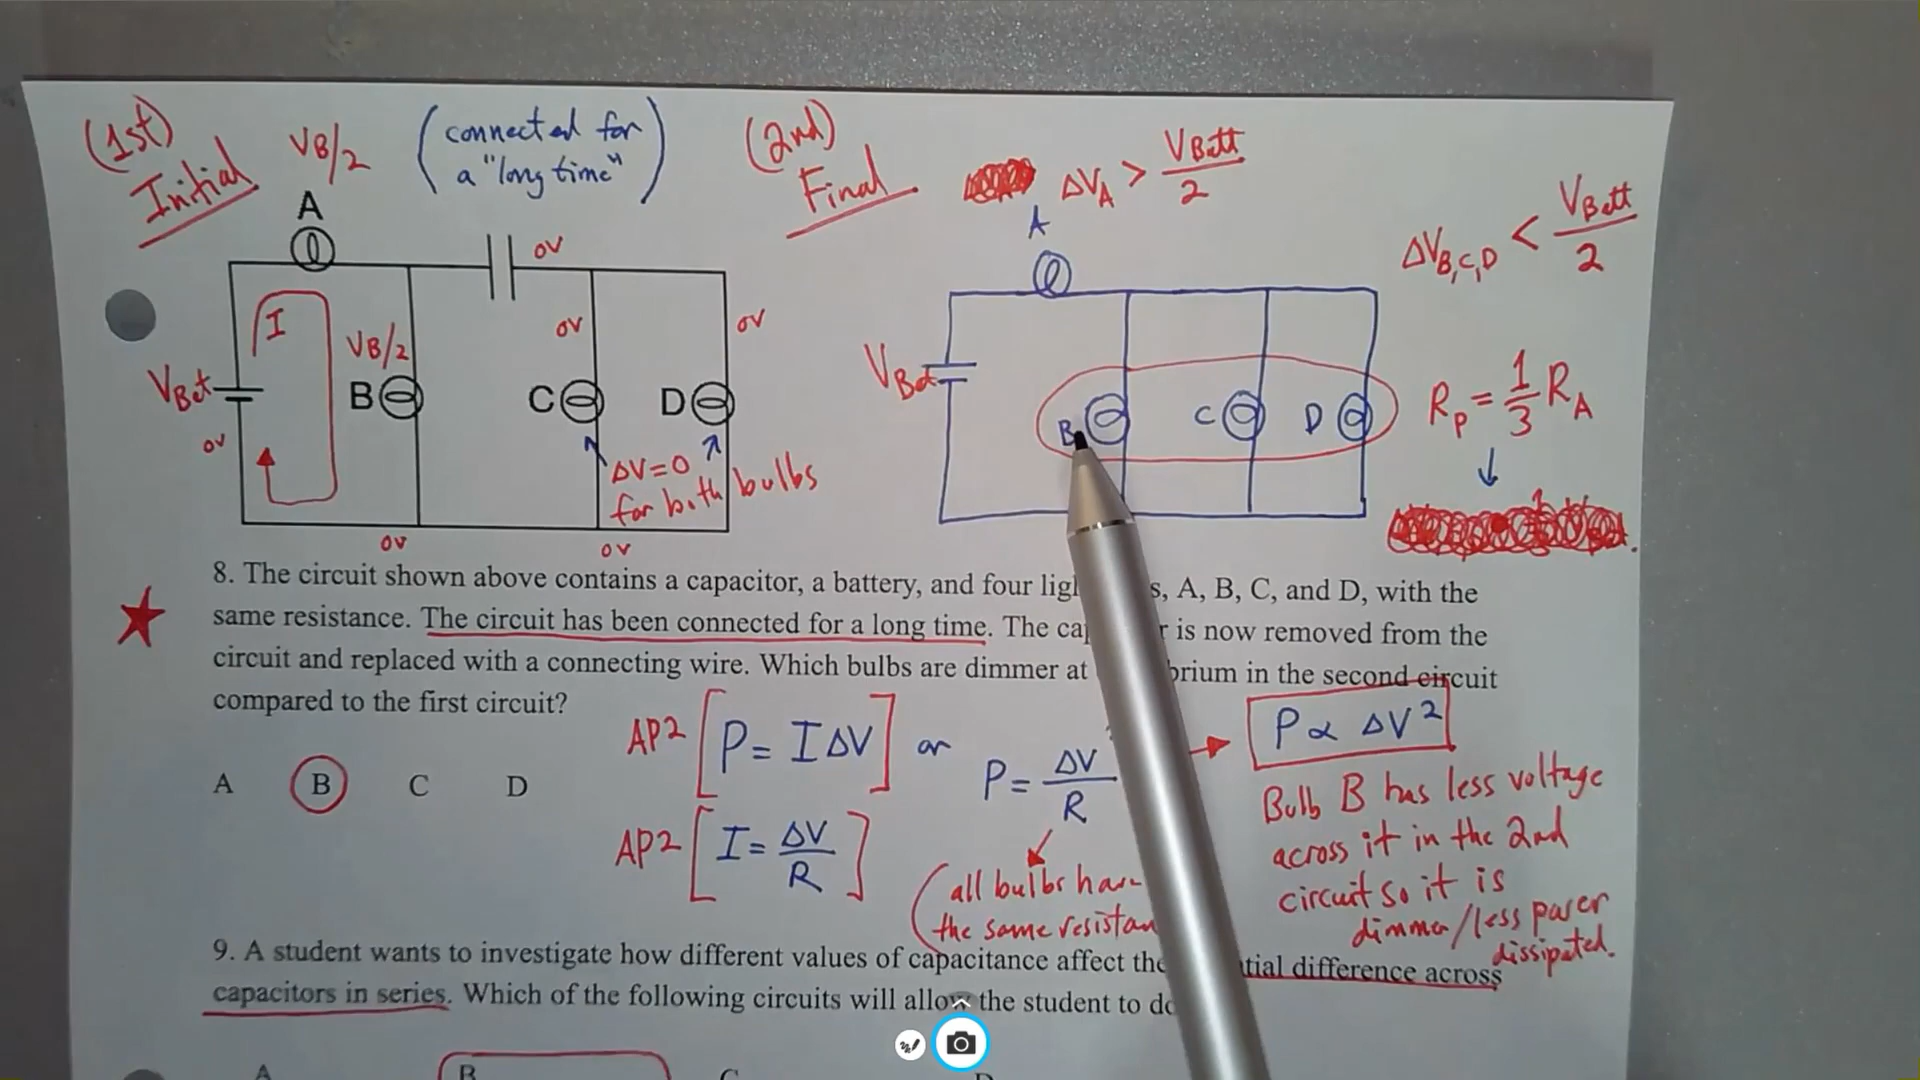 (1st)
Initial
VB/2
(connected for
a "long time")
(2nd)
Final
ΔVA > VBatt/2
ΔVB,C,D < VBatt/2
A
0V
A
I
VB/2
0V
0V
VBat
B
C
D
VBat
B
C
D
Rp = 1/3 RA
0V
ΔV=0
for both bulbs
0V
0V
8. The circuit shown above contains a capacitor, a battery, and four s, A, B, C, and D, with the
same resistance. The circuit has been connected for a long time. The is now removed from the
circuit and replaced with a connecting wire. Which bulbs are dimmer at in the second circuit
compared to the first circuit?
A B C D
AP2 [P = IΔV] or P = ΔV/R
P ∝ ΔV²
AP2 [I = ΔV/R]
(all bulbs have
the same
Bulb B has less voltage
across it in the 2nd
circuit so it is
dimmer/less power
dissipated.
9. A student wants to investigate how different values of capacitance affect the difference across
capacitors in series. Which of the following circuits will allow the student to
A B C D